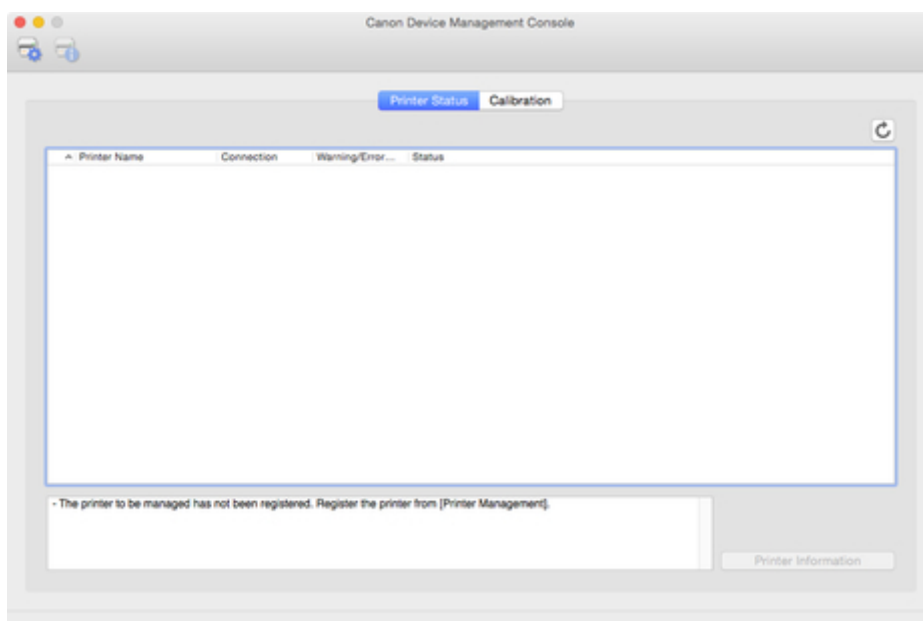 Canon Device Management Console
Printer Status Calibration
Printer Name Connection Warning/Error... Status
- The printer to be managed has not been registered. Register the printer from [Printer Management].
Printer Information